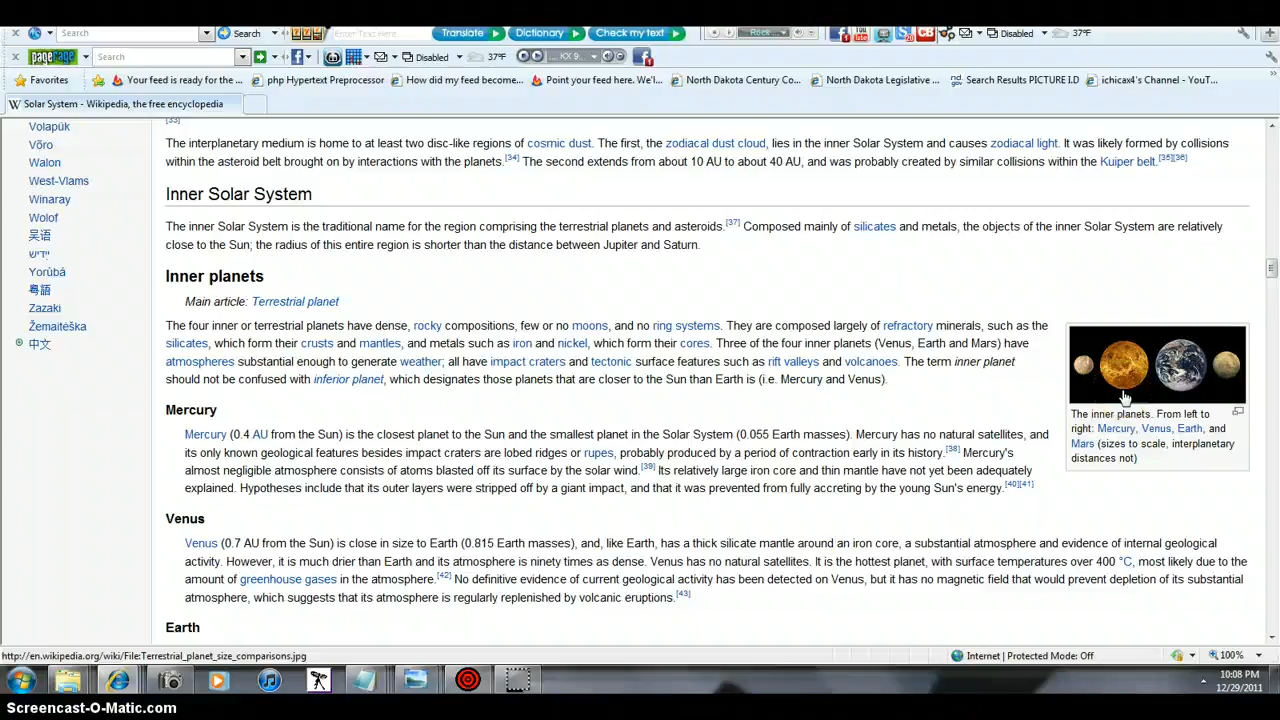 Search
Search
Enter Text Here
Translate
Dictionary
Check my text
Rock...
Disabled
37°F
pagerage
Search
Disabled
37°F
KX 9...
Favorites
Your feed is ready for the ...
php Hypertext Preprocessor
How did my feed become...
Point your feed here. We'l...
North Dakota Century Co...
North Dakota Legislative ...
Search Results PICTURE I.D
ichicax4's Channel - YouT...
Solar System - Wikipedia, the free encyclopedia
Volapük
Võro
Walon
West-Vlams
Winaray
Wolof
吴语
ייִדיש
Yorùbá
粵語
Zazaki
Žemaitėška
中文
[33]
The interplanetary medium is home to at least two disc-like regions of cosmic dust. The first, the zodiacal dust cloud, lies in the inner Solar System and causes zodiacal light. It was likely formed by collisions
within the asteroid belt brought on by interactions with the planets.[34] The second extends from about 10 AU to about 40 AU, and was probably created by similar collisions within the Kuiper belt.[35][36]
Inner Solar System
The inner Solar System is the traditional name for the region comprising the terrestrial planets and asteroids.[37] Composed mainly of silicates and metals, the objects of the inner Solar System are relatively
close to the Sun; the radius of this entire region is shorter than the distance between Jupiter and Saturn.
Inner planets
Main article: Terrestrial planet
The four inner or terrestrial planets have dense, rocky compositions, few or no moons, and no ring systems. They are composed largely of refractory minerals, such as the
silicates, which form their crusts and mantles, and metals such as iron and nickel, which form their cores. Three of the four inner planets (Venus, Earth and Mars) have
atmospheres substantial enough to generate weather; all have impact craters and tectonic surface features such as rift valleys and volcanoes. The term inner planet
should not be confused with inferior planet, which designates those planets that are closer to the Sun than Earth is (i.e. Mercury and Venus).
The inner planets. From left to
right: Mercury, Venus, Earth, and
Mars (sizes to scale, interplanetary
distances not)
Mercury
Mercury (0.4 AU from the Sun) is the closest planet to the Sun and the smallest planet in the Solar System (0.055 Earth masses). Mercury has no natural satellites, and
its only known geological features besides impact craters are lobed ridges or rupes, probably produced by a period of contraction early in its history.[38] Mercury's
almost negligible atmosphere consists of atoms blasted off its surface by the solar wind.[39] Its relatively large iron core and thin mantle have not yet been adequately
explained. Hypotheses include that its outer layers were stripped off by a giant impact, and that it was prevented from fully accreting by the young Sun's energy.[40][41]
Venus
Venus (0.7 AU from the Sun) is close in size to Earth (0.815 Earth masses), and, like Earth, has a thick silicate mantle around an iron core, a substantial atmosphere and evidence of internal geological
activity. However, it is much drier than Earth and its atmosphere is ninety times as dense. Venus has no natural satellites. It is the hottest planet, with surface temperatures over 400 °C, most likely due to the
amount of greenhouse gases in the atmosphere.[42] No definitive evidence of current geological activity has been detected on Venus, but it has no magnetic field that would prevent depletion of its substantial
atmosphere, which suggests that its atmosphere is regularly replenished by volcanic eruptions.[43]
Earth
http://en.wikipedia.org/wiki/File:Terrestrial_planet_size_comparisons.jpg
Internet | Protected Mode: Off
100%
10:08 PM
12/29/2011
Screencast-O-Matic.com